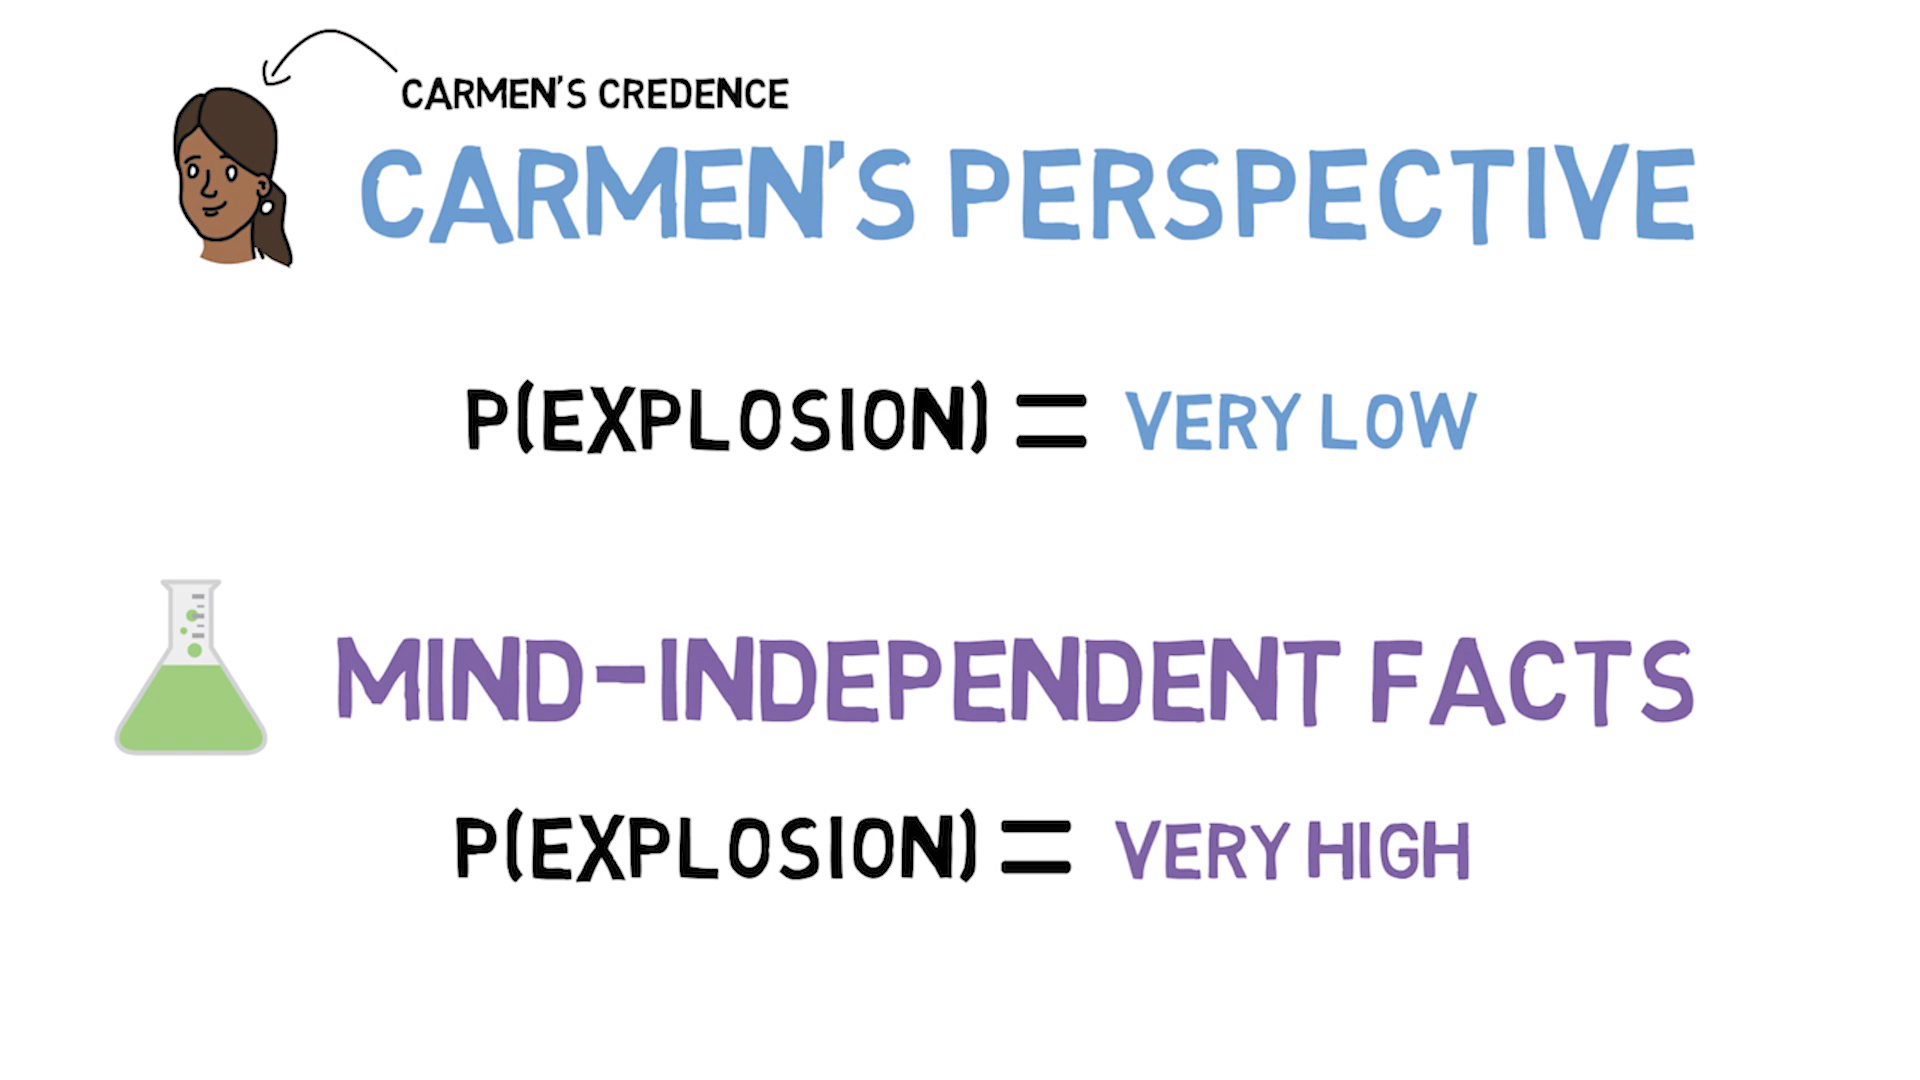 CARMEN'S CREDENCE
CARMEN'S PERSPECTIVE
P(EXPLOSION) = VERY LOW
MIND-INDEPENDENT FACTS
P(EXPLOSION) = VERY HIGH